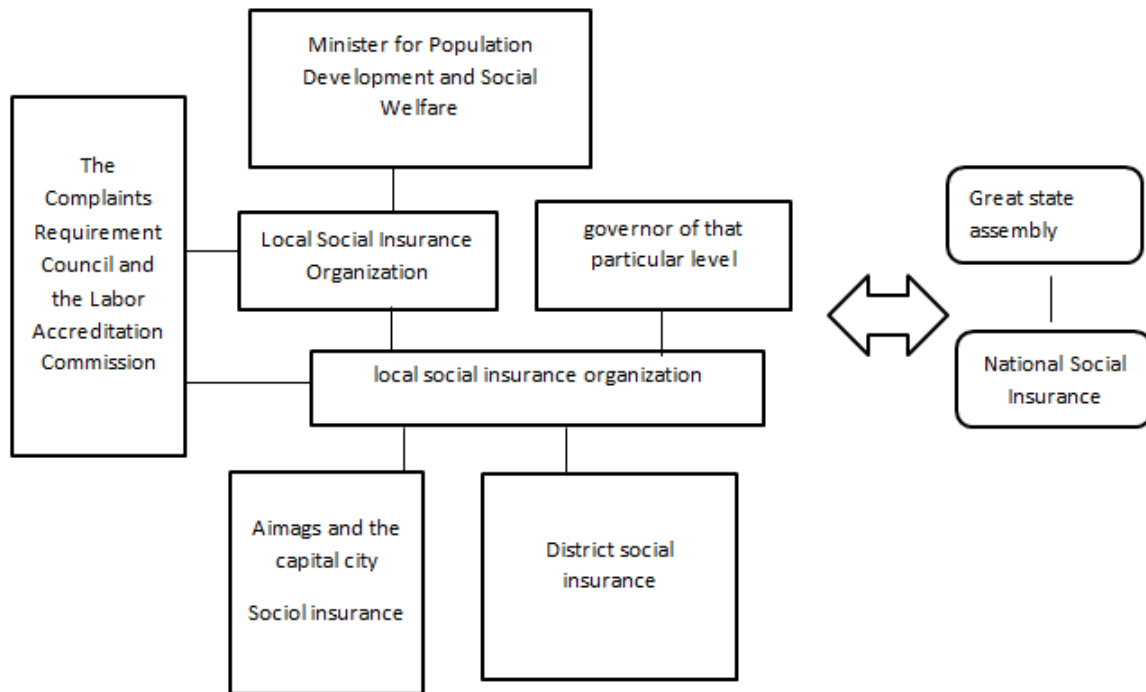 Minister for Population
Development and Social
Welfare
The
Complaints
Requirement
Council and
the Labor
Accreditation
Commission
Local Social Insurance
Organization
governor of that
particular level
Great state
assembly
local social insurance organization
National Social
Insurance
Aimags and the
capital city
Sociol insurance
District social
insurance